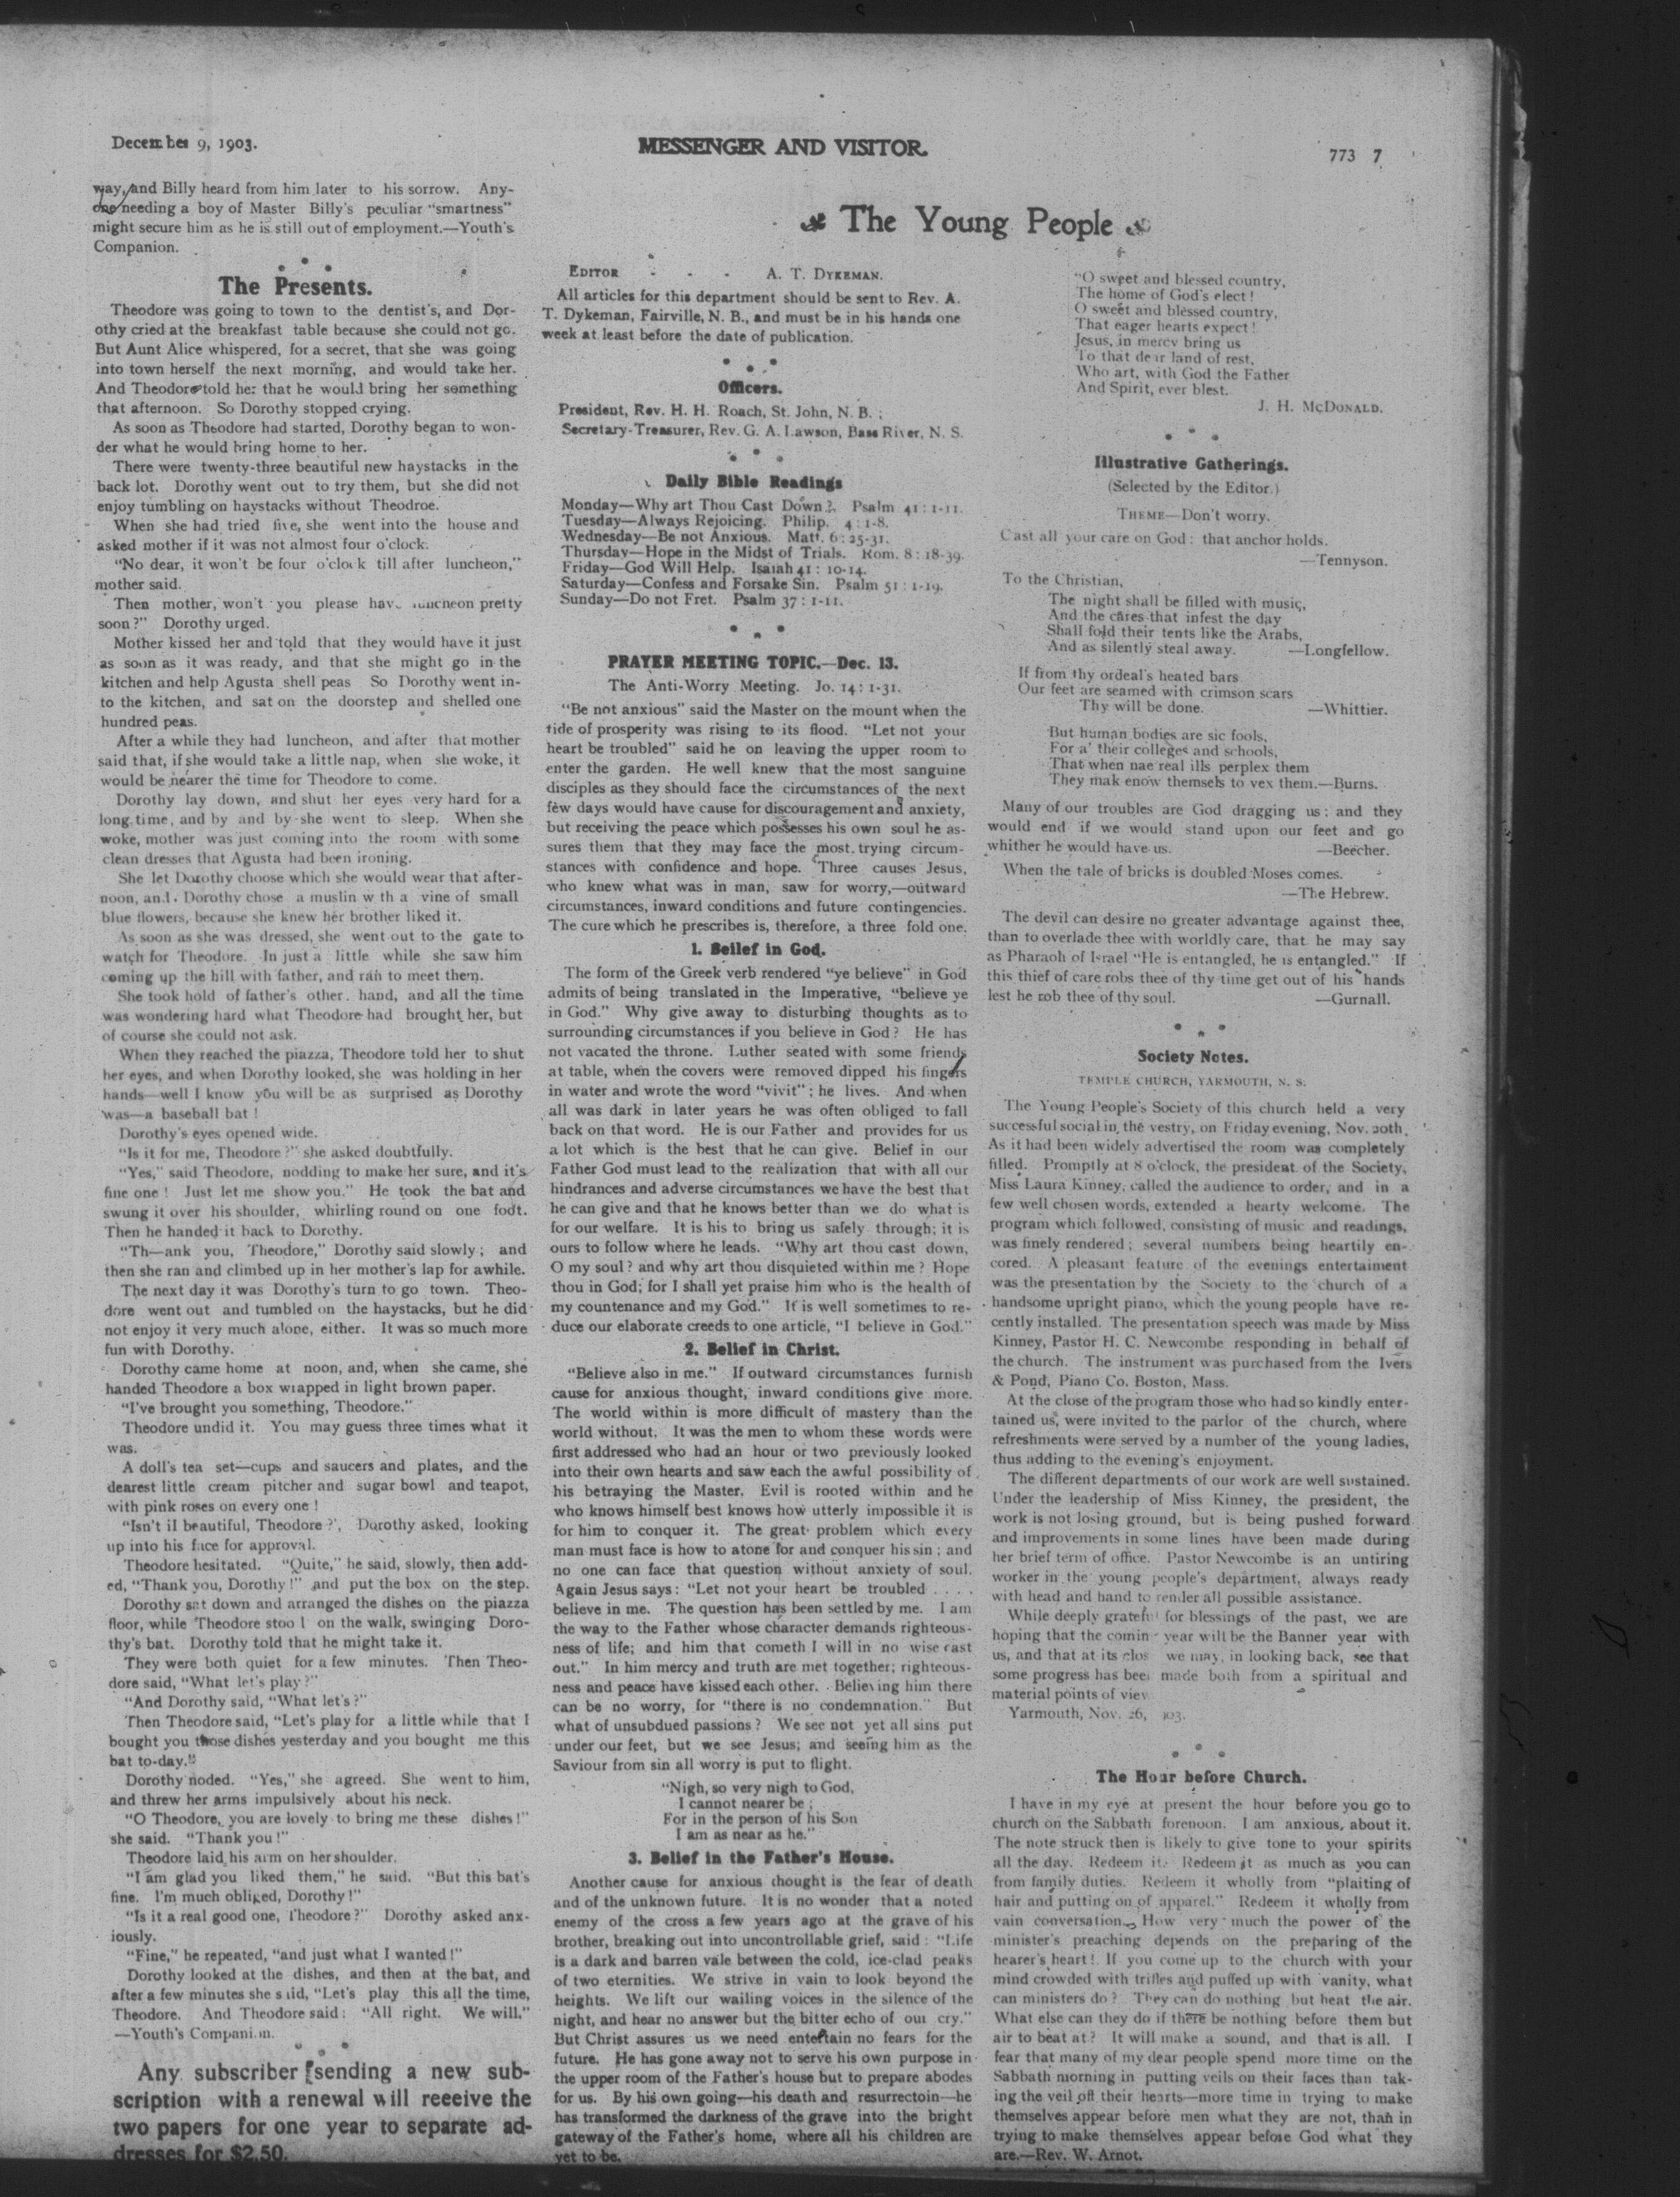 December 9, 1903.
MESSENGER AND VISITOR.
773 7
way, and Billy heard from him later to his sorrow. Any-
one needing a boy of Master Billy's peculiar "smartness"
might secure him as he is still out of employment.—Youth's
Companion.
The Presents.
Theodore was going to town to the dentist's, and Dor-
othy cried at the breakfast table because she could not go.
But Aunt Alice whispered, for a secret, that she was going
into town herself the next morning, and would take her.
And Theodore told her that he would bring her something
that afternoon. So Dorothy stopped crying.
As soon as Theodore had started, Dorothy began to won-
der what he would bring home to her.
There were twenty-three beautiful new haystacks in the
back lot. Dorothy went out to try them, but she did not
enjoy tumbling on haystacks without Theodroe.
When she had tried five, she went into the house and
asked mother if it was not almost four o'clock.
"No dear, it won't be four o'clock till after luncheon,"
mother said.
Then mother, won't you please have luncheon pretty
soon?" Dorothy urged.
Mother kissed her and told that they would have it just
as soon as it was ready, and that she might go in the
kitchen and help Agusta shell peas So Dorothy went in-
to the kitchen, and sat on the doorstep and shelled one
hundred peas.
After a while they had luncheon, and after that mother
said that, if she would take a little nap, when she woke, it
would be nearer the time for Theodore to come.
Dorothy lay down, and shut her eyes very hard for a
long time, and by and by she went to sleep. When she
woke, mother was just coming into the room with some
clean dresses that Agusta had been ironing.
She let Dorothy choose which she would wear that after-
noon, and Dorothy chose a muslin w th a vine of small
blue flowers, because she knew her brother liked it.
As soon as she was dressed, she went out to the gate to
watch for Theodore. In just a little while she saw him
coming up the hill with father, and ran to meet them.
She took hold of father's other hand, and all the time
was wondering hard what Theodore had brought her, but
of course she could not ask.
When they reached the piazza, Theodore told her to shut
her eyes, and when Dorothy looked, she was holding in her
hands—well I know you will be as surprised as Dorothy
was—a baseball bat!
Dorothy's eyes opened wide.
"Is it for me, Theodore?" she asked doubtfully.
"Yes," said Theodore, nodding to make her sure, and it's
fine one! Just let me show you." He took the bat and
swung it over his shoulder, whirling round on one foot.
Then he handed it back to Dorothy.
"Th—ank you, Theodore," Dorothy said slowly; and
then she ran and climbed up in her mother's lap for awhile.
The next day it was Dorothy's turn to go town. Theo-
dore went out and tumbled on the haystacks, but he did
not enjoy it very much alone, either. It was so much more
fun with Dorothy.
Dorothy came home at noon, and, when she came, she
handed Theodore a box wrapped in light brown paper.
"I've brought you something, Theodore."
Theodore undid it. You may guess three times what it
was.
A doll's tea set—cups and saucers and plates, and the
dearest little cream pitcher and sugar bowl and teapot,
with pink roses on every one!
"Isn't it beautiful, Theodore?', Dorothy asked, looking
up into his face for approval.
Theodore hesitated. "Quite," he said, slowly, then add-
ed, "Thank you, Dorothy!" and put the box on the step.
Dorothy sat down and arranged the dishes on the piazza
floor, while Theodore stoo l on the walk, swinging Doro-
thy's bat. Dorothy told that he might take it.
They were both quiet for a few minutes. Then Theo-
dore said, "What let's play?"
"And Dorothy said, "What let's?"
Then Theodore said, "Let's play for a little while that I
bought you those dishes yesterday and you bought me this
bat to-day."
Dorothy noded. "Yes," she agreed. She went to him,
and threw her arms impulsively about his neck.
"O Theodore, you are lovely to bring me these dishes!"
she said. "Thank you!"
Theodore laid his arm on her shoulder.
"I am glad you liked them," he said. "But this bat's
fine. I'm much obliged, Dorothy!"
"Is it a real good one, Theodore?" Dorothy asked anx-
iously.
"Fine," he repeated, "and just what I wanted!"
Dorothy looked at the dishes, and then at the bat, and
after a few minutes she said, "Let's play this all the time,
Theodore. And Theodore said: "All right. We will."
—Youth's Companion.
Any subscriber sending a new sub-
scription with a renewal will reeeive the
two papers for one year to separate ad-
dresses for $2.50.
The Young People
EDITOR - - - A. T. DYKEMAN.
All articles for this department should be sent to Rev. A.
T. Dykeman, Fairville, N. B., and must be in his hands one
week at least before the date of publication.
Officers.
President, Rev. H. H. Roach, St. John, N. B.;
Secretary-Treasurer, Rev. G. A. Lawson, Bass River, N. S.
Daily Bible Readings
Monday—Why art Thou Cast Down?. Psalm 41:1-11.
Tuesday—Always Rejoicing. Philip. 4:1-8.
Wednesday—Be not Anxious. Matt. 6:25-31.
Thursday—Hope in the Midst of Trials. Rom. 8:18-39.
Friday—God Will Help. Isaiah 41: 10-14.
Saturday—Confess and Forsake Sin. Psalm 51:1-19.
Sunday—Do not Fret. Psalm 37:1-11.
PRAYER MEETING TOPIC.—Dec. 13.
The Anti-Worry Meeting. Jo. 14:1-31.
"Be not anxious" said the Master on the mount when the
tide of prosperity was rising to its flood. "Let not your
heart be troubled" said he on leaving the upper room to
enter the garden. He well knew that the most sanguine
disciples as they should face the circumstances of the next
few days would have cause for discouragement and anxiety,
but receiving the peace which possesses his own soul he as-
sures them that they may face the most trying circum-
stances with confidence and hope. Three causes Jesus,
who knew what was in man, saw for worry,—outward
circumstances, inward conditions and future contingencies.
The cure which he prescribes is, therefore, a three fold one.
1. Belief in God.
The form of the Greek verb rendered "ye believe" in God
admits of being translated in the Imperative, "believe ye
in God." Why give away to disturbing thoughts as to
surrounding circumstances if you believe in God? He has
not vacated the throne. Luther seated with some friends
at table, when the covers were removed dipped his fingers
in water and wrote the word "vivit"; he lives. And when
all was dark in later years he was often obliged to fall
back on that word. He is our Father and provides for us
a lot which is the best that he can give. Belief in our
Father God must lead to the realization that with all our
hindrances and adverse circumstances we have the best that
he can give and that he knows better than we do what is
for our welfare. It is his to bring us safely through; it is
ours to follow where he leads. "Why art thou cast down,
O my soul? and why art thou disquieted within me? Hope
thou in God; for I shall yet praise him who is the health of
my countenance and my God." It is well sometimes to re-
duce our elaborate creeds to one article, "I believe in God."
2. Belief in Christ.
"Believe also in me." If outward circumstances furnish
cause for anxious thought, inward conditions give more.
The world within is more difficult of mastery than the
world without. It was the men to whom these words were
first addressed who had an hour or two previously looked
into their own hearts and saw each the awful possibility of
his betraying the Master. Evil is rooted within and he
who knows himself best knows how utterly impossible it is
for him to conquer it. The great problem which every
man must face is how to atone for and conquer his sin; and
no one can face that question without anxiety of soul.
Again Jesus says: "Let not your heart be troubled . . . .
believe in me. The question has been settled by me. I am
the way to the Father whose character demands righteous-
ness of life; and him that cometh I will in no wise cast
out." In him mercy and truth are met together; righteous-
ness and peace have kissed each other. Believing him there
can be no worry, for "there is no condemnation." But
what of unsubdued passions? We see not yet all sins put
under our feet, but we see Jesus; and seeing him as the
Saviour from sin all worry is put to flight.
"Nigh, so very nigh to God,
I cannot nearer be;
For in the person of his Son
I am as near as he."
3. Belief in the Father's House.
Another cause for anxious thought is the fear of death
and of the unknown future. It is no wonder that a noted
enemy of the cross a few years ago at the grave of his
brother, breaking out into uncontrollable grief, said: "Life
is a dark and barren vale between the cold, ice-clad peaks
of two eternities. We strive in vain to look beyond the
heights. We lift our wailing voices in the silence of the
night, and hear no answer but the bitter echo of our cry."
But Christ assures us we need entertain no fears for the
future. He has gone away not to serve his own purpose in
the upper room of the Father's house but to prepare abodes
for us. By his own going—his death and resurrectoin—he
has transformed the darkness of the grave into the bright
gateway of the Father's home, where all his children are
yet to be.
"O sweet and blessed country,
The home of God's elect!
O sweet and blessed country,
That eager hearts expect!
Jesus, in mercy bring us
To that dear land of rest,
Who art, with God the Father
And Spirit, ever blest.
J. H. MCDONALD.
Illustrative Gatherings.
(Selected by the Editor.)
THEME—Don't worry.
Cast all your care on God: that anchor holds.
—Tennyson.
To the Christian,
The night shall be filled with music,
And the cares that infest the day
Shall fold their tents like the Arabs,
And as silently steal away. —Longfellow.
If from thy ordeal's heated bars
Our feet are seamed with crimson scars
Thy will be done. —Whittier.
But human bodies are sic fools,
For a' their colleges and schools,
That when nae real ills perplex them
They mak enow themsels to vex them.—Burns.
Many of our troubles are God dragging us: and they
would end if we would stand upon our feet and go
whither he would have us. —Beecher.
When the tale of bricks is doubled Moses comes.
—The Hebrew.
The devil can desire no greater advantage against thee,
than to overlade thee with worldly care, that he may say
as Pharaoh of Israel "He is entangled, he is entangled." If
this thief of care robs thee of thy time get out of his hands
lest he rob thee of thy soul. —Gurnall.
Society Notes.
TEMPLE CHURCH, YARMOUTH, N. S.
The Young People's Society of this church held a very
successful social in the vestry, on Friday evening, Nov. 20th.
As it had been widely advertised the room was completely
filled. Promptly at 8 o'clock, the president of the Society,
Miss Laura Kinney, called the audience to order, and in a
few well chosen words, extended a hearty welcome. The
program which followed, consisting of music and readings,
was finely rendered; several numbers being heartily en-
cored. A pleasant feature of the evenings entertaiment
was the presentation by the Society to the church of a
handsome upright piano, which the young people have re-
cently installed. The presentation speech was made by Miss
Kinney, Pastor H. C. Newcombe responding in behalf of
the church. The instrument was purchased from the Ivers
& Pond, Piano Co. Boston, Mass.
At the close of the program those who had so kindly enter-
tained us, were invited to the parlor of the church, where
refreshments were served by a number of the young ladies,
thus adding to the evening's enjoyment.
The different departments of our work are well sustained.
Under the leadership of Miss Kinney, the president, the
work is not losing ground, but is being pushed forward
and improvements in some lines have been made during
her brief term of office. Pastor Newcombe is an untiring
worker in the young people's department, always ready
with head and hand to render all possible assistance.
While deeply grateful for blessings of the past, we are
hoping that the comin year will be the Banner year with
us, and that at its clos we may, in looking back, see that
some progress has been made both from a spiritual and
material points of view
Yarmouth, Nov. 26, 103.
The Hour before Church.
I have in my eye at present the hour before you go to
church on the Sabbath forenoon. I am anxious, about it.
The note struck then is likely to give tone to your spirits
all the day. Redeem it. Redeem it as much as you can
from family duties. Redeem it wholly from "plaiting of
hair and putting on of apparel." Redeem it wholly from
vain conversation. How very much the power of the
minister's preaching depends on the preparing of the
hearer's heart! If you come up to the church with your
mind crowded with trifles and puffed up with vanity, what
can ministers do? They can do nothing but beat the air.
What else can they do if there be nothing before them but
air to beat at? It will make a sound, and that is all. I
fear that many of my dear people spend more time on the
Sabbath morning in putting veils on their faces than tak-
ing the veil off their hearts—more time in trying to make
themselves appear before men what they are not, than in
trying to make themselves appear before God what they
are.—Rev. W. Arnot.